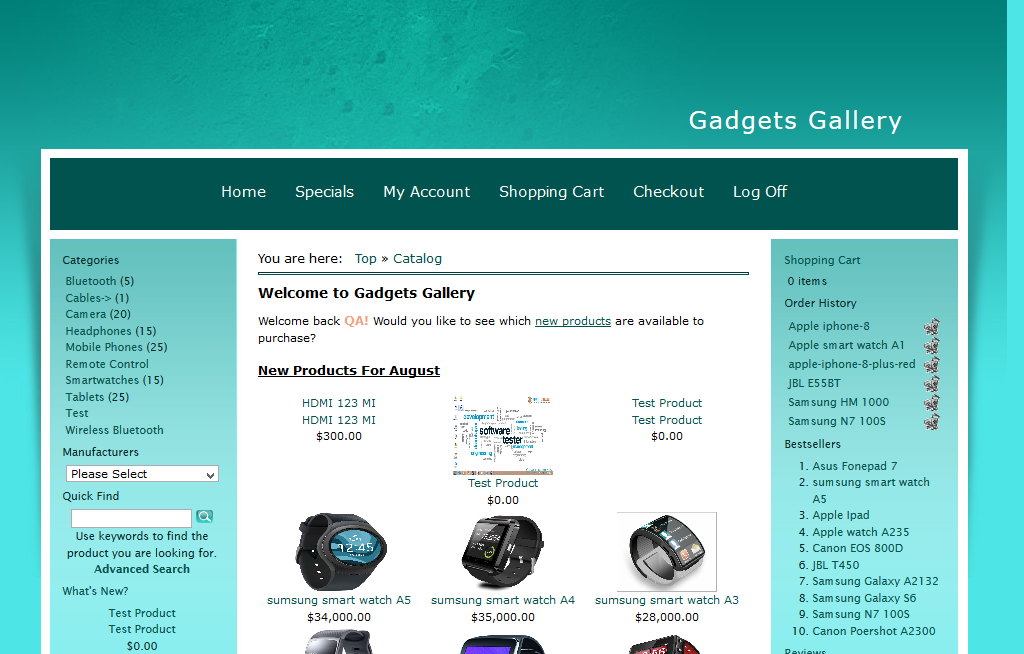 Gadgets Gallery
Home Specials My Account Shopping Cart Checkout Log Off
Categories
Bluetooth (5)
Cables-> (1)
Camera (20)
Headphones (15)
Mobile Phones (25)
Remote Control
Smartwatches (15)
Tablets (25)
Test
Wireless Bluetooth
Manufacturers
Please Select
Quick Find
Use keywords to find the
product you are looking for.
Advanced Search
What's New?
Test Product
Test Product
$0.00
You are here: Top » Catalog
Welcome to Gadgets Gallery
Welcome back QA! Would you like to see which new products are available to
purchase?
New Products For August
HDMI 123 MI
HDMI 123 MI
$300.00
development
software
tester
Test Product
$0.00
Test Product
Test Product
$0.00
12:45
sumsung smart watch A5
$34,000.00
sumsung smart watch A4
$35,000.00
sumsung smart watch A3
$28,000.00
Shopping Cart
0 items
Order History
Apple iphone-8
Apple smart watch A1
apple-iphone-8-plus-red
JBL E55BT
Samsung HM 1000
Samsung N7 100S
Bestsellers
1. Asus Fonepad 7
2. sumsung smart watch
A5
3. Apple Ipad
4. Apple watch A235
5. Canon EOS 800D
6. JBL T450
7. Samsung Galaxy A2132
8. Samsung Galaxy S6
9. Samsung N7 100S
10. Canon Poershot A2300
Reviews